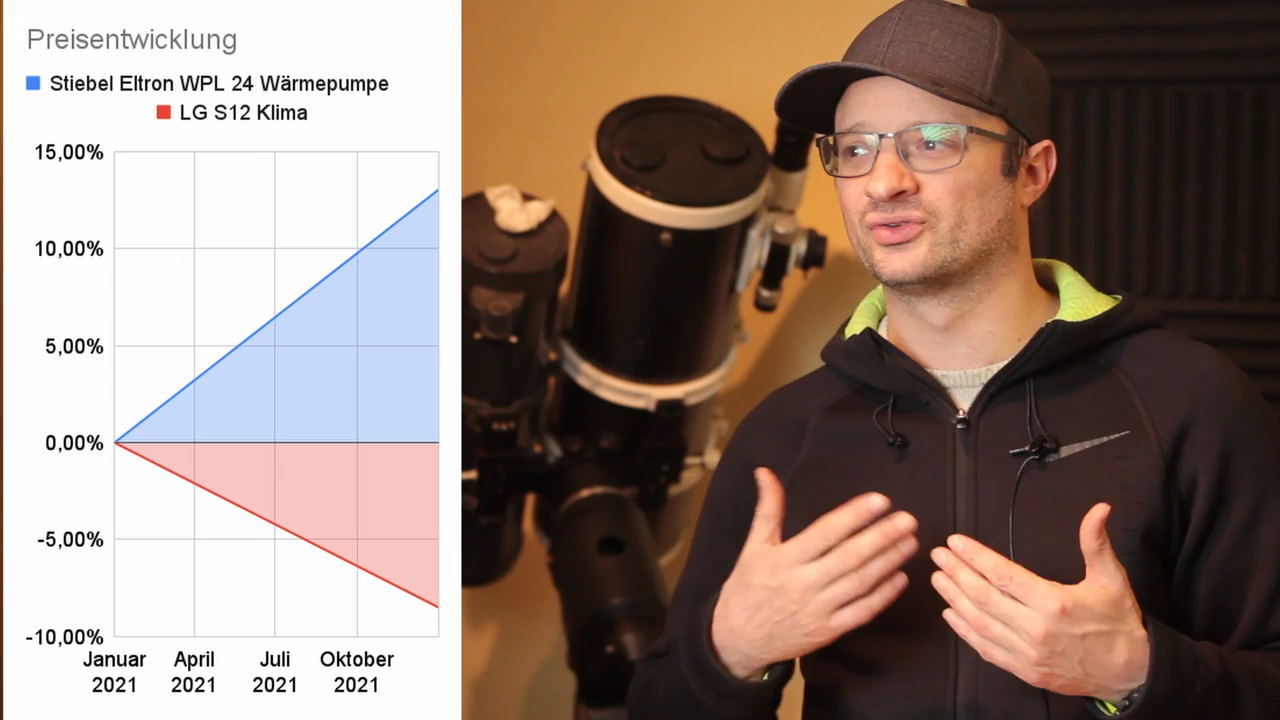 Preisentwicklung
Stiebel Eltron WPL 24 Wärmepumpe
LG S12 Klima
15,00%
10,00%
5,00%
0,00%
-5,00%
-10,00%
Januar 2021
April 2021
Juli 2021
Oktober 2021